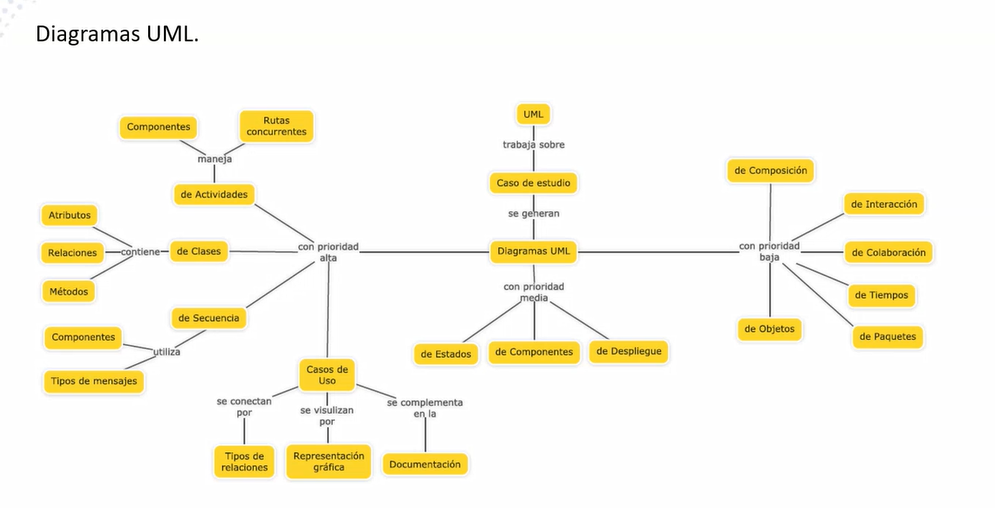 Diagramas UML.
UML
trabaja sobre
Caso de estudio
se generan
Diagramas UML
con prioridad
alta
de Actividades
maneja
Componentes
Rutas
concurrentes
de Clases
contiene
Atributos
Relaciones
Métodos
de Secuencia
utiliza
Componentes
Tipos de mensajes
Casos de
Uso
se conectan
por
Tipos de
relaciones
se visulizan
por
Representación
gráfica
se complementa
en la
Documentación
con prioridad
media
de Estados
de Componentes
de Despliegue
con prioridad
baja
de Composición
de Interacción
de Colaboración
de Tiempos
de Paquetes
de Objetos